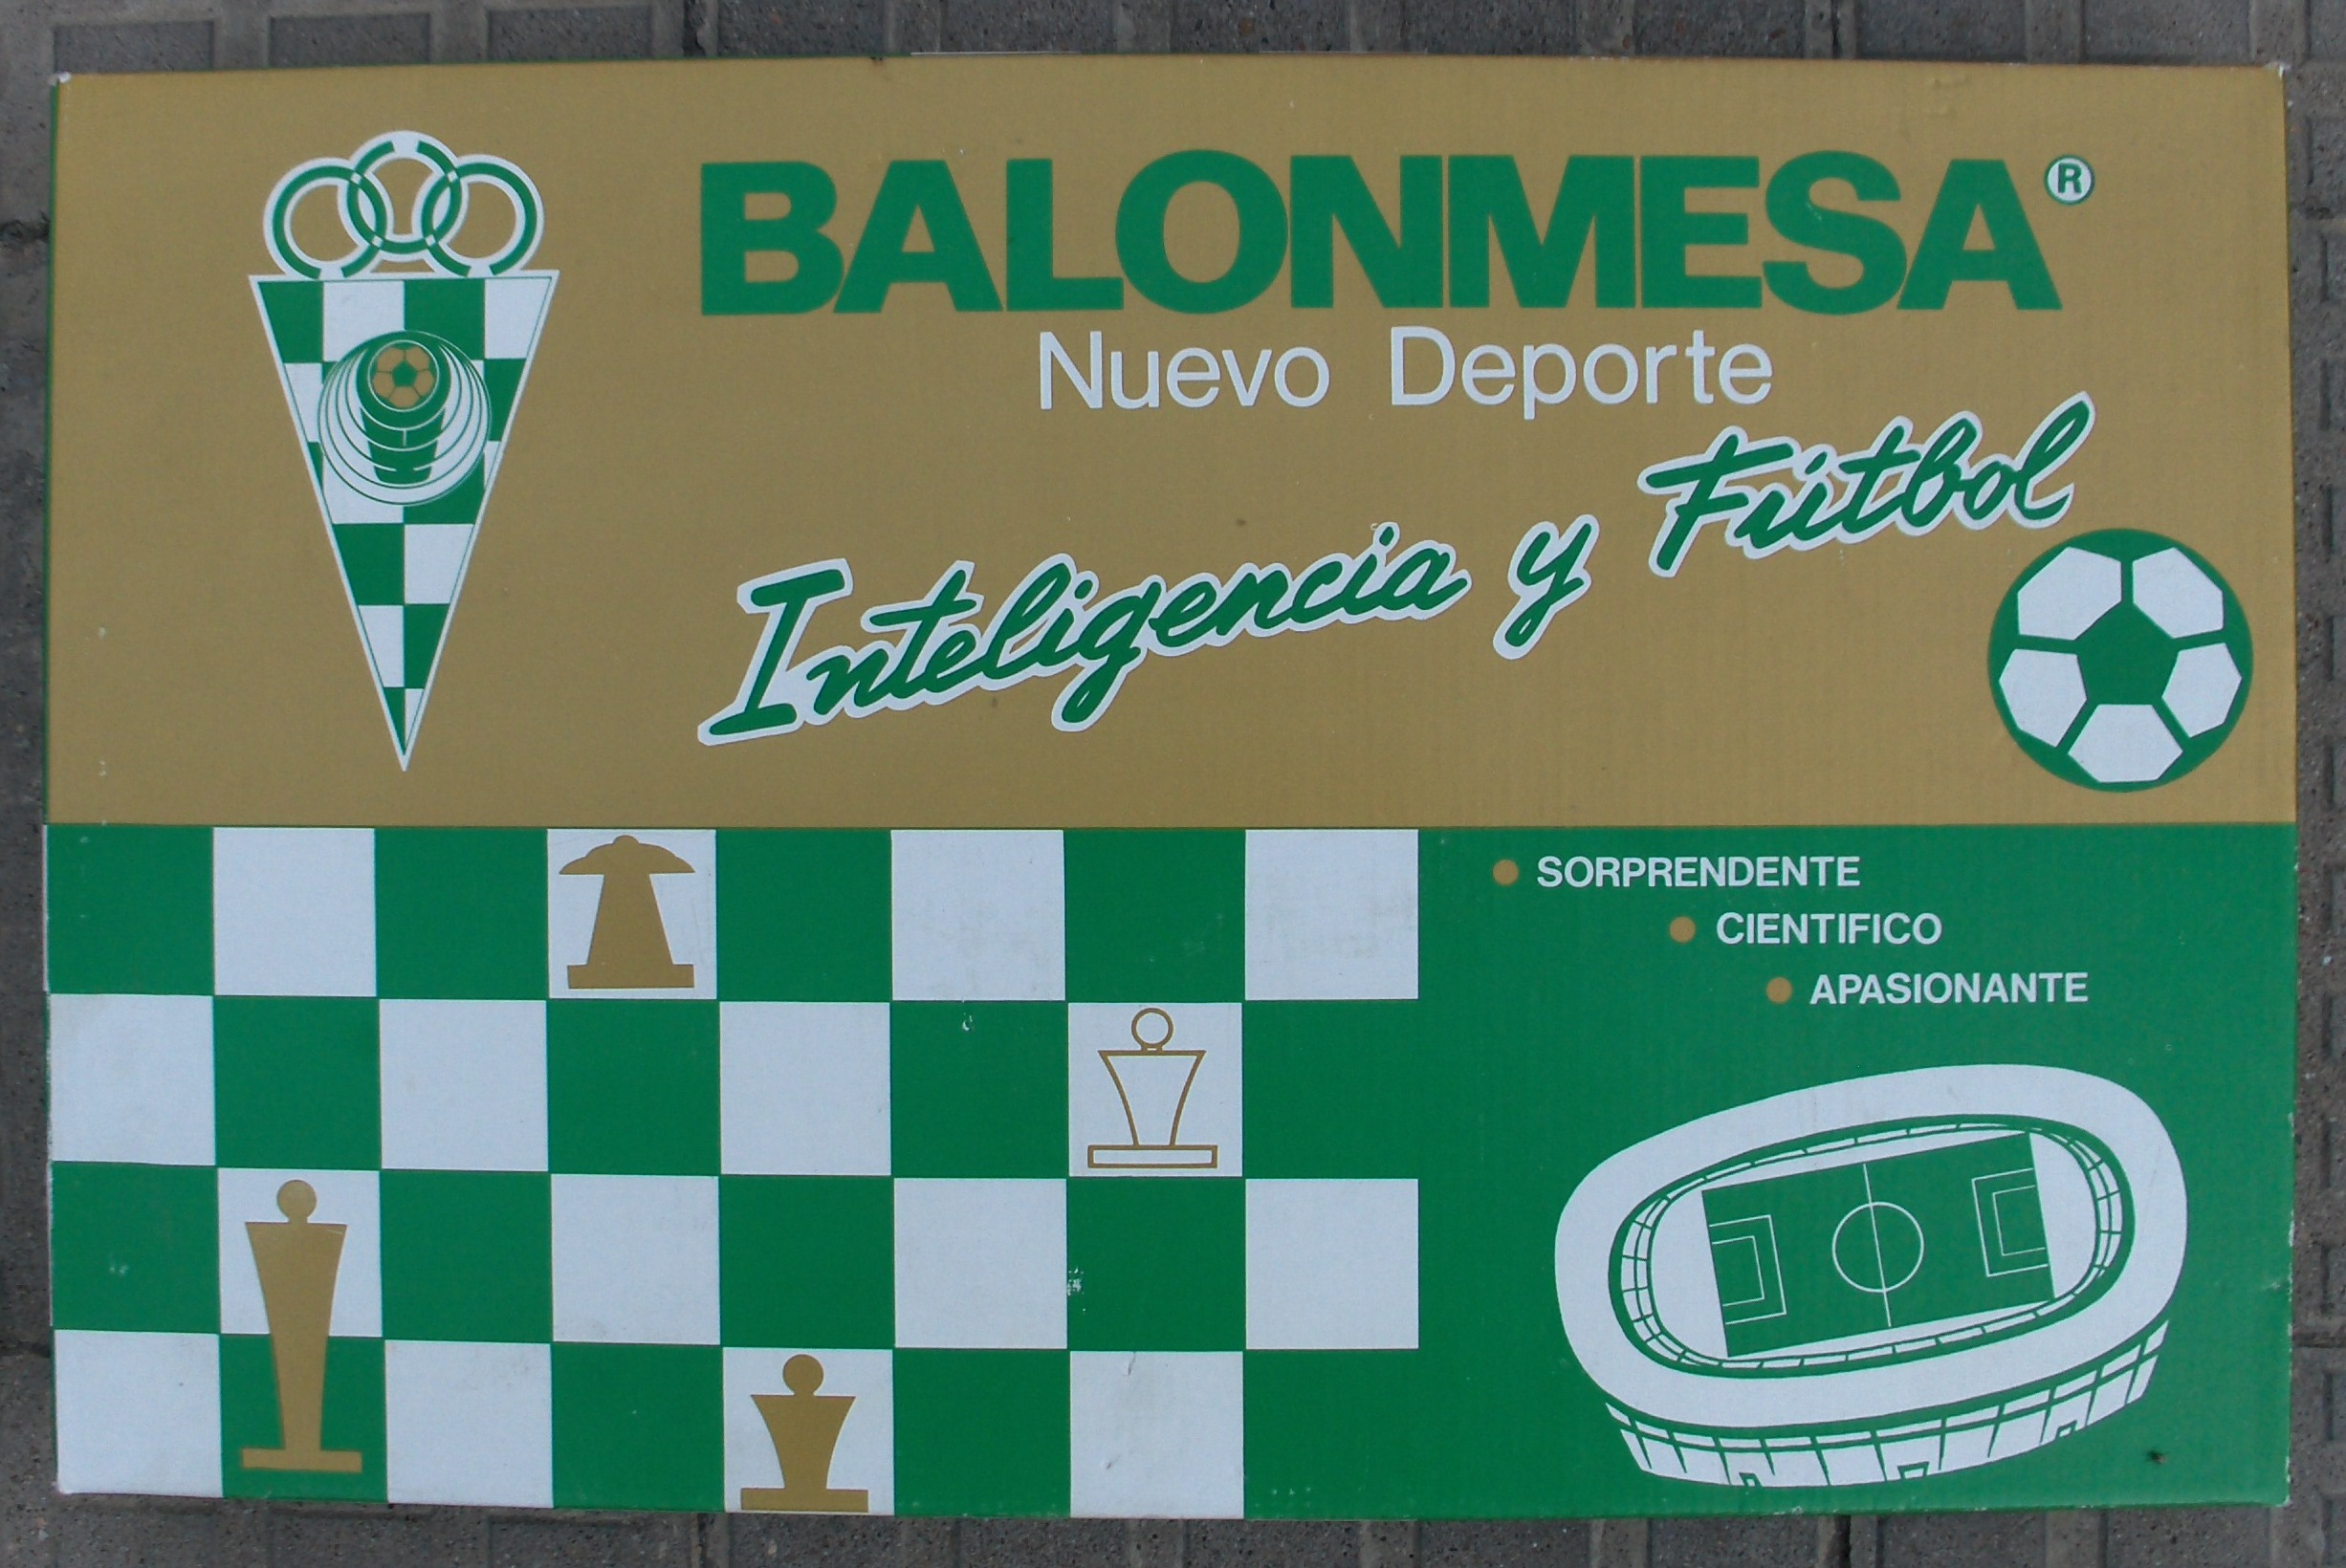 BALONMESA®
Nuevo Deporte
Inteligencia y Fútbol
SORPRENDENTE
CIENTIFICO
APASIONANTE